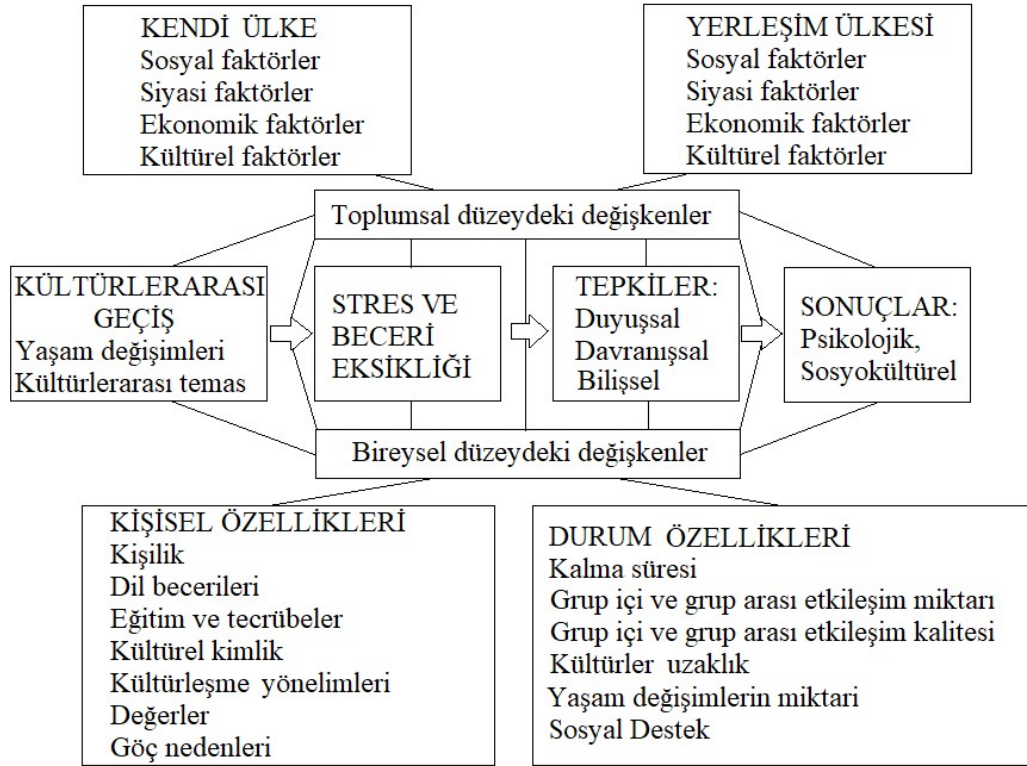 KENDİ ÜLKE
Sosyal faktörler
Siyasi faktörler
Ekonomik faktörler
Kültürel faktörler
YERLEŞİM ÜLKESİ
Sosyal faktörler
Siyasi faktörler
Ekonomik faktörler
Kültürel faktörler
Toplumsal düzeydeki değişkenler
KÜLTÜRLERARASI
GEÇİŞ
Yaşam değişimleri
Kültürlerarası temas
STRES VE
BECERİ
EKSİKLİĞİ
TEPKİLER:
Duyuşsal
Davranışsal
Bilişsel
SONUÇLAR:
Psikolojik,
Sosyokültürel
Bireysel düzeydeki değişkenler
KİŞİSEL ÖZELLİKLERİ
Kişilik
Dil becerileri
Eğitim ve tecrübeler
Kültürel kimlik
Kültürleşme yönelimleri
Değerler
Göç nedenleri
DURUM ÖZELLİKLERİ
Kalma süresi
Grup içi ve grup arası etkileşim miktarı
Grup içi ve grup arası etkileşim kalitesi
Kültürler uzaklık
Yaşam değişimlerin miktari
Sosyal Destek